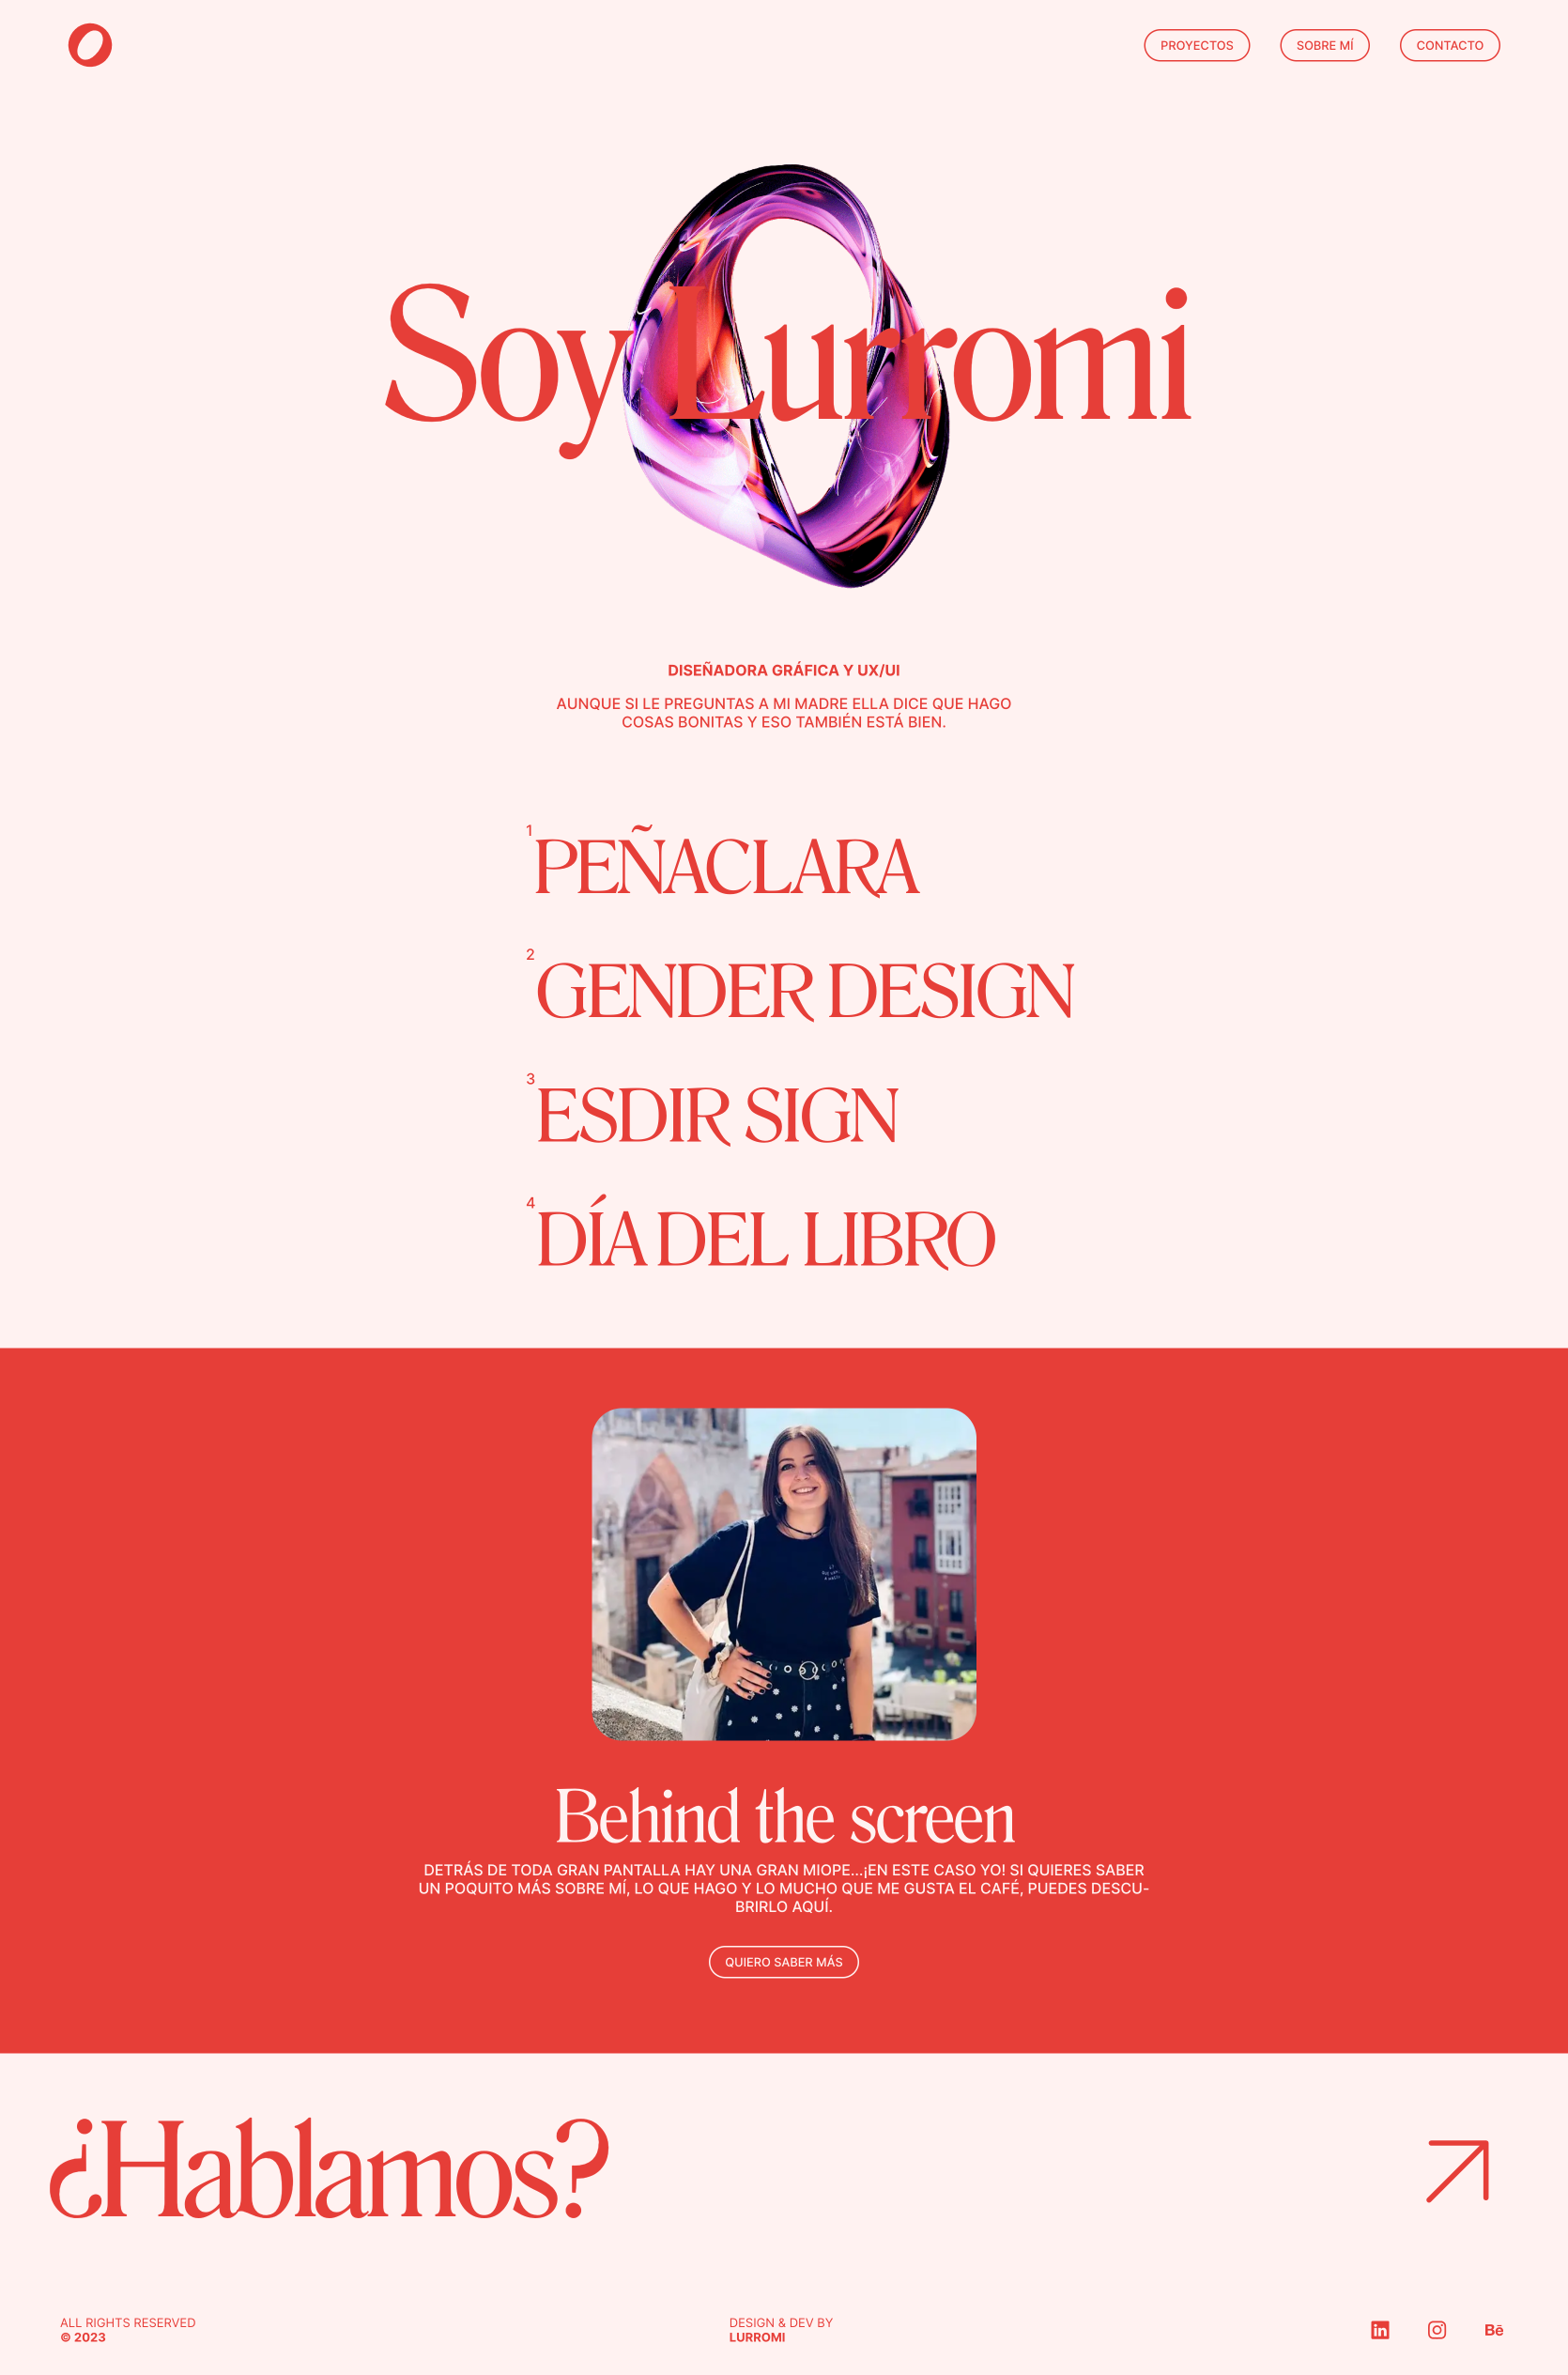 PROYECTOS
SOBRE MÍ
CONTACTO
Soy Lurromi
DISEÑADORA GRÁFICA Y UX/UI
AUNQUE SI LE PREGUNTAS A MI MADRE ELLA DICE QUE HAGO
COSAS BONITAS Y ESO TAMBIÉN ESTÁ BIEN.
1 PEÑACLARA
2 GENDER DESIGN
3 ESDIR SIGN
4 DÍA DEL LIBRO
Behind the screen
DETRÁS DE TODA GRAN PANTALLA HAY UNA GRAN MIOPE...¡EN ESTE CASO YO! SI QUIERES SABER
UN POQUITO MÁS SOBRE MÍ, LO QUE HAGO Y LO MUCHO QUE ME GUSTA EL CAFÉ, PUEDES DESCU-
BRIRLO AQUÍ.
QUIERO SABER MÁS
¿Hablamos?
ALL RIGHTS RESERVED
© 2023
DESIGN & DEV BY
LURROMI
in
Bē